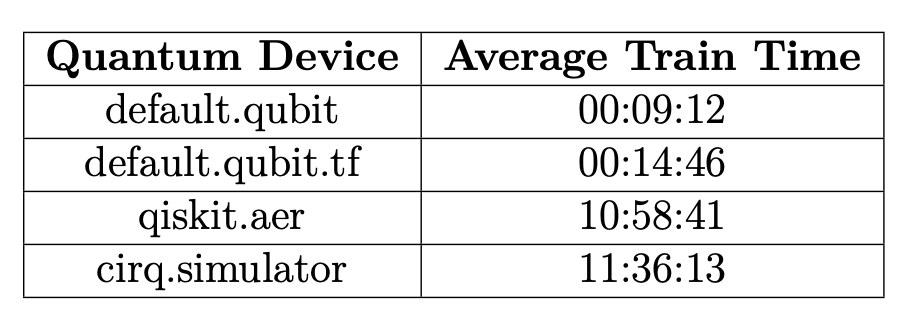 Quantum Device Average Train Time
default.qubit 00:09:12
default.qubit.tf 00:14:46
qiskit.aer 10:58:41
cirq.simulator 11:36:13